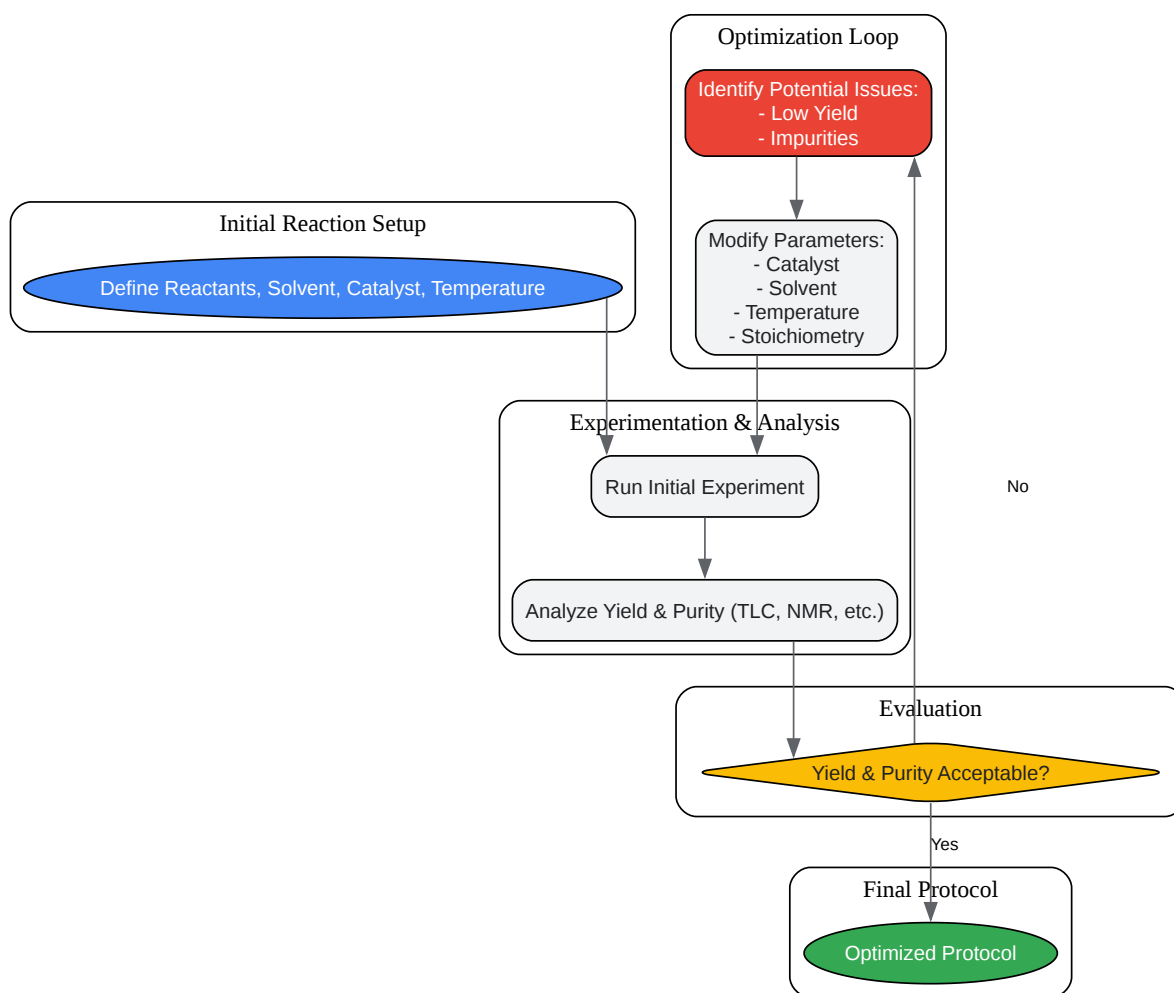 Optimization Loop
Identify Potential Issues:
- Low Yield
- Impurities
Initial Reaction Setup
Define Reactants, Solvent, Catalyst, Temperature
Modify Parameters:
- Catalyst
- Solvent
- Temperature
- Stoichiometry
Experimentation & Analysis
Run Initial Experiment
No
Analyze Yield & Purity (TLC, NMR, etc.)
Evaluation
Yield & Purity Acceptable?
Yes
Final Protocol
Optimized Protocol